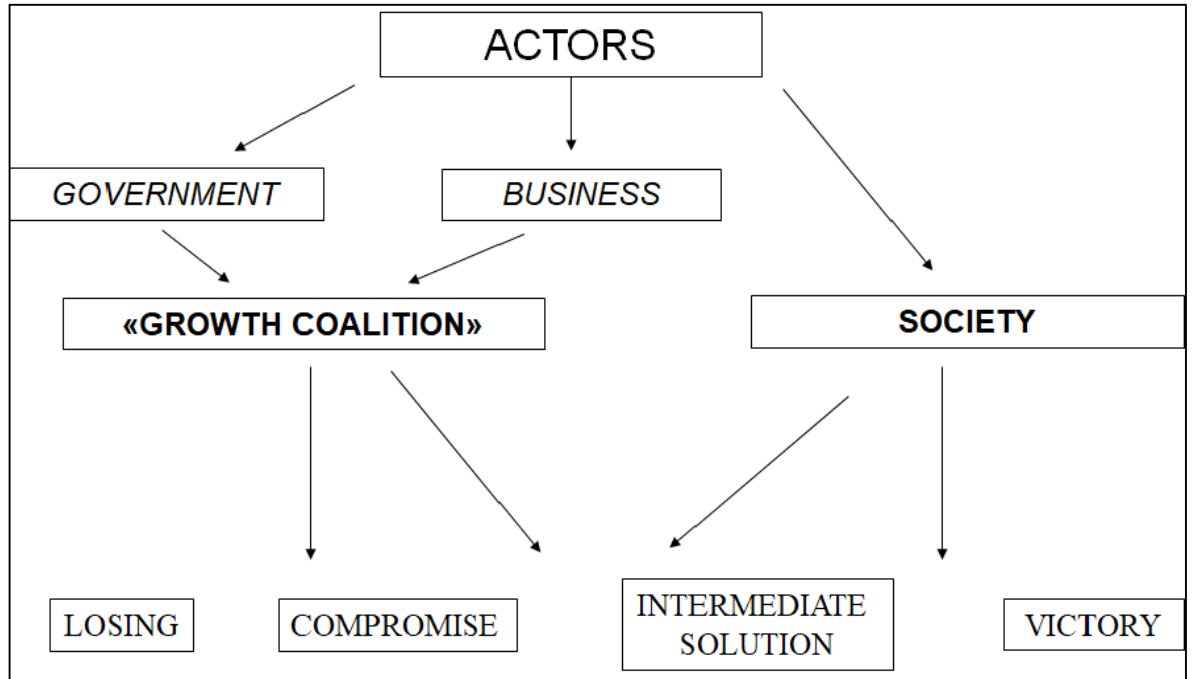 ACTORS
GOVERNMENT
BUSINESS
«GROWTH COALITION»
SOCIETY
LOSING
COMPROMISE
INTERMEDIATE
SOLUTION
VICTORY